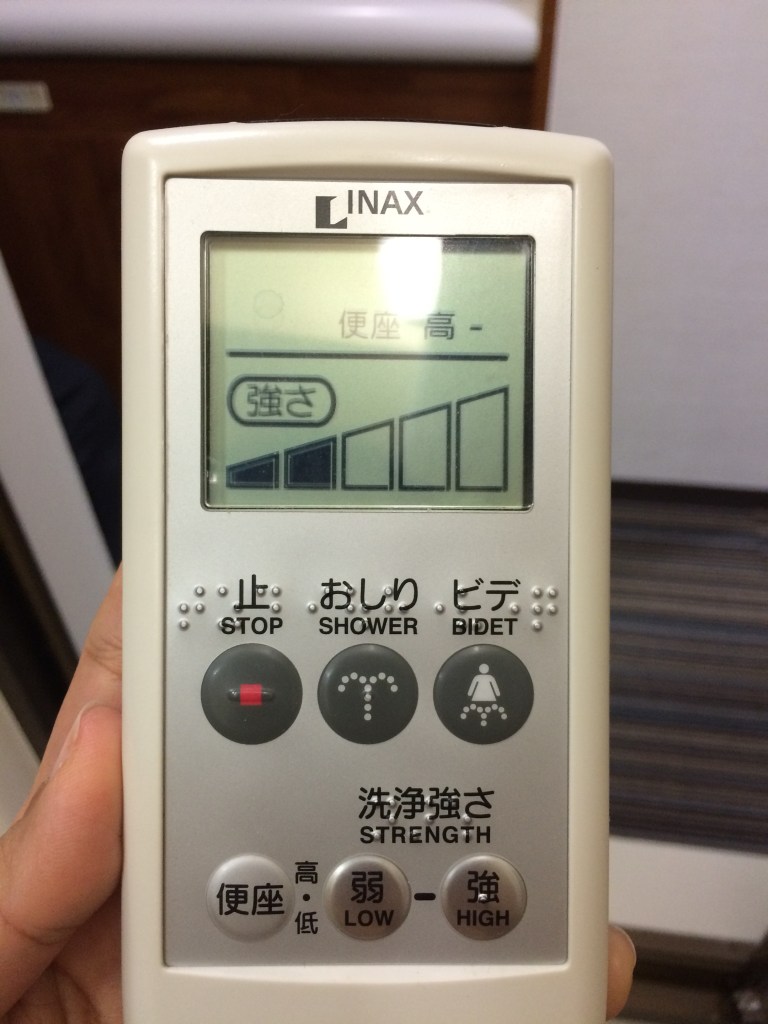 INAX
便座 高 -
強さ
止 おしり ビデ
STOP SHOWER BIDET
洗浄強さ
STRENGTH
便座 高・低 弱 - 強
LOW HIGH